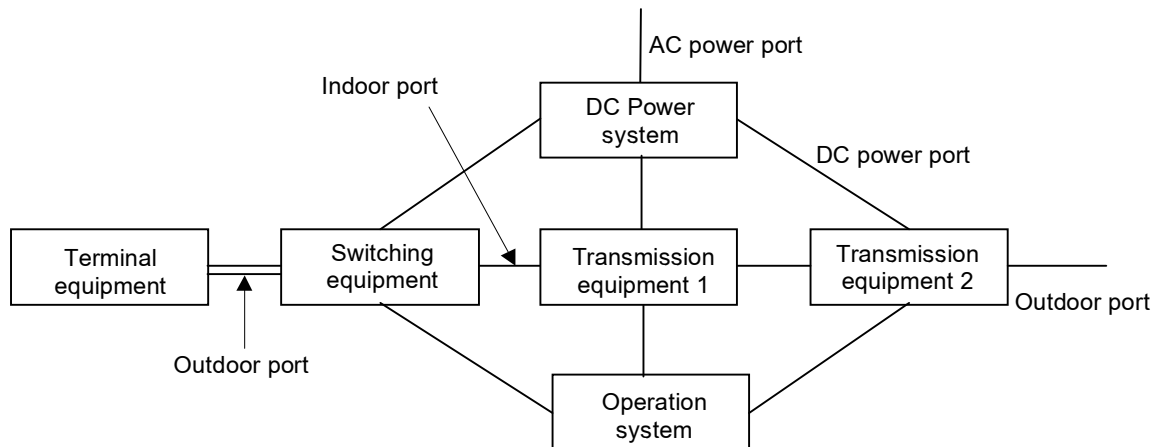 AC power port
Indoor port
DC Power
system
DC power port
Terminal
equipment
Switching
equipment
Transmission
equipment 1
Transmission
equipment 2
Outdoor port
Outdoor port
Operation
system